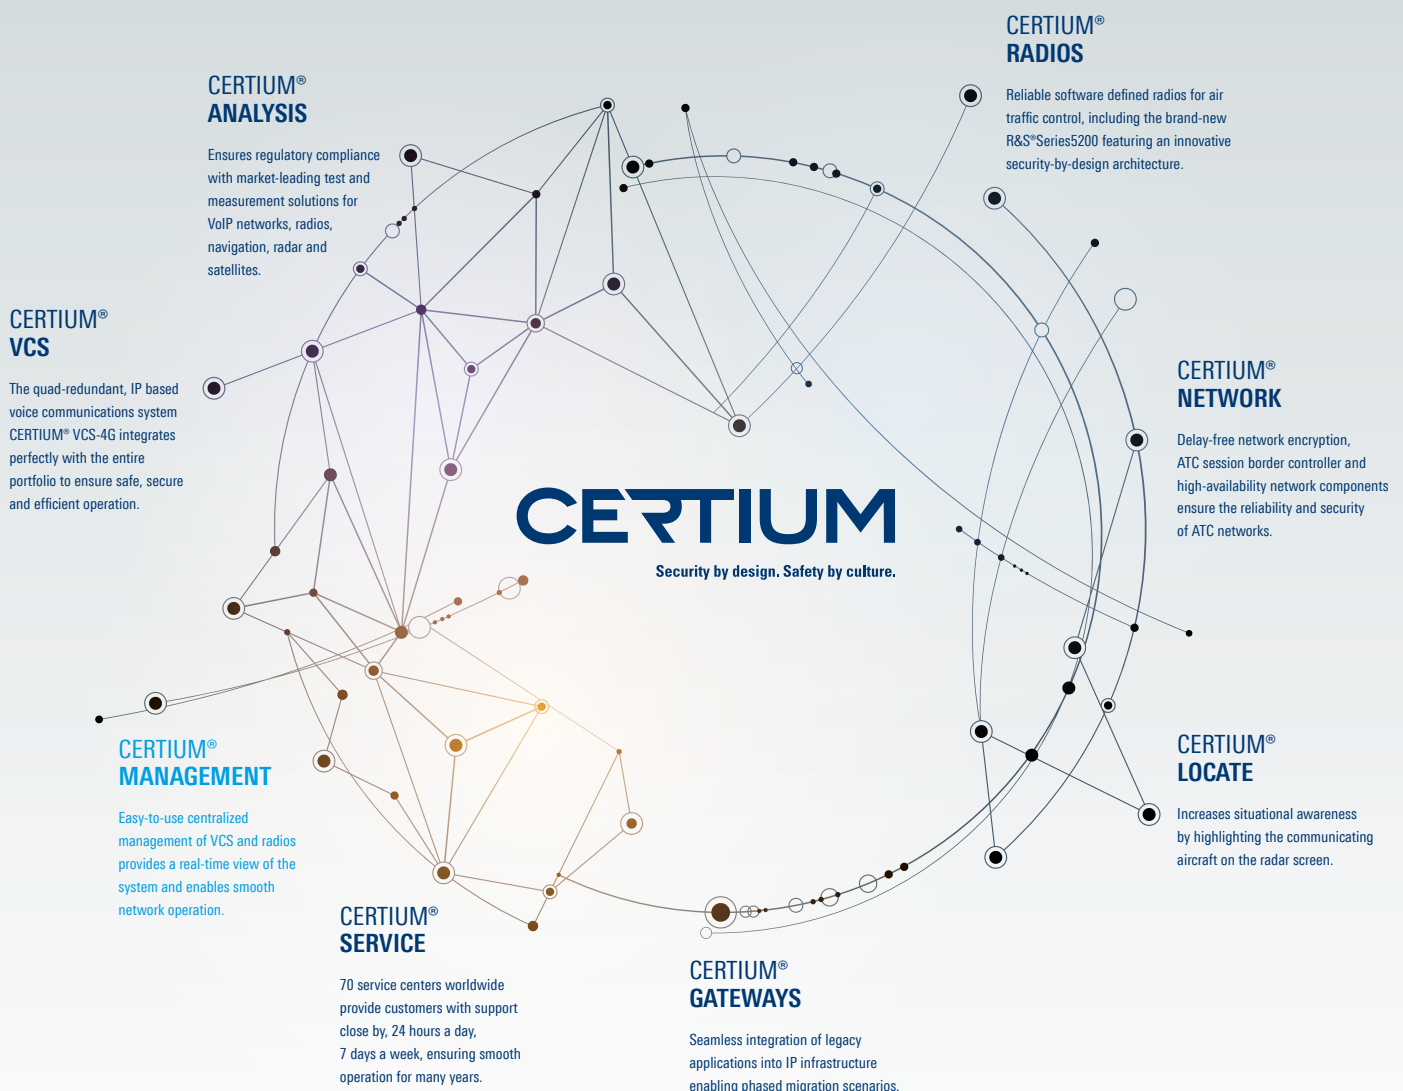 CERTIUM®
RADIOS
Reliable software defined radios for air
traffic control, including the brand-new
R&S®Series5200 featuring an innovative
security-by-design architecture.
CERTIUM®
ANALYSIS
Ensures regulatory compliance
with market-leading test and
measurement solutions for
VoIP networks, radios,
navigation, radar and
satellites.
CERTIUM®
VCS
The quad-redundant, IP based
voice communications system
CERTIUM® VCS-4G integrates
perfectly with the entire
portfolio to ensure safe, secure
and efficient operation.
CERTIUM®
NETWORK
Delay-free network encryption,
ATC session border controller and
high-availability network components
ensure the reliability and security
of ATC networks.
CERTIUM
Security by design. Safety by culture.
CERTIUM®
MANAGEMENT
Easy-to-use centralized
management of VCS and radios
provides a real-time view of the
system and enables smooth
network operation.
CERTIUM®
LOCATE
Increases situational awareness
by highlighting the communicating
aircraft on the radar screen.
CERTIUM®
SERVICE
70 service centers worldwide
provide customers with support
close by, 24 hours a day,
7 days a week, ensuring smooth
operation for many years.
CERTIUM®
GATEWAYS
Seamless integration of legacy
applications into IP infrastructure
enabling phased migration scenarios.